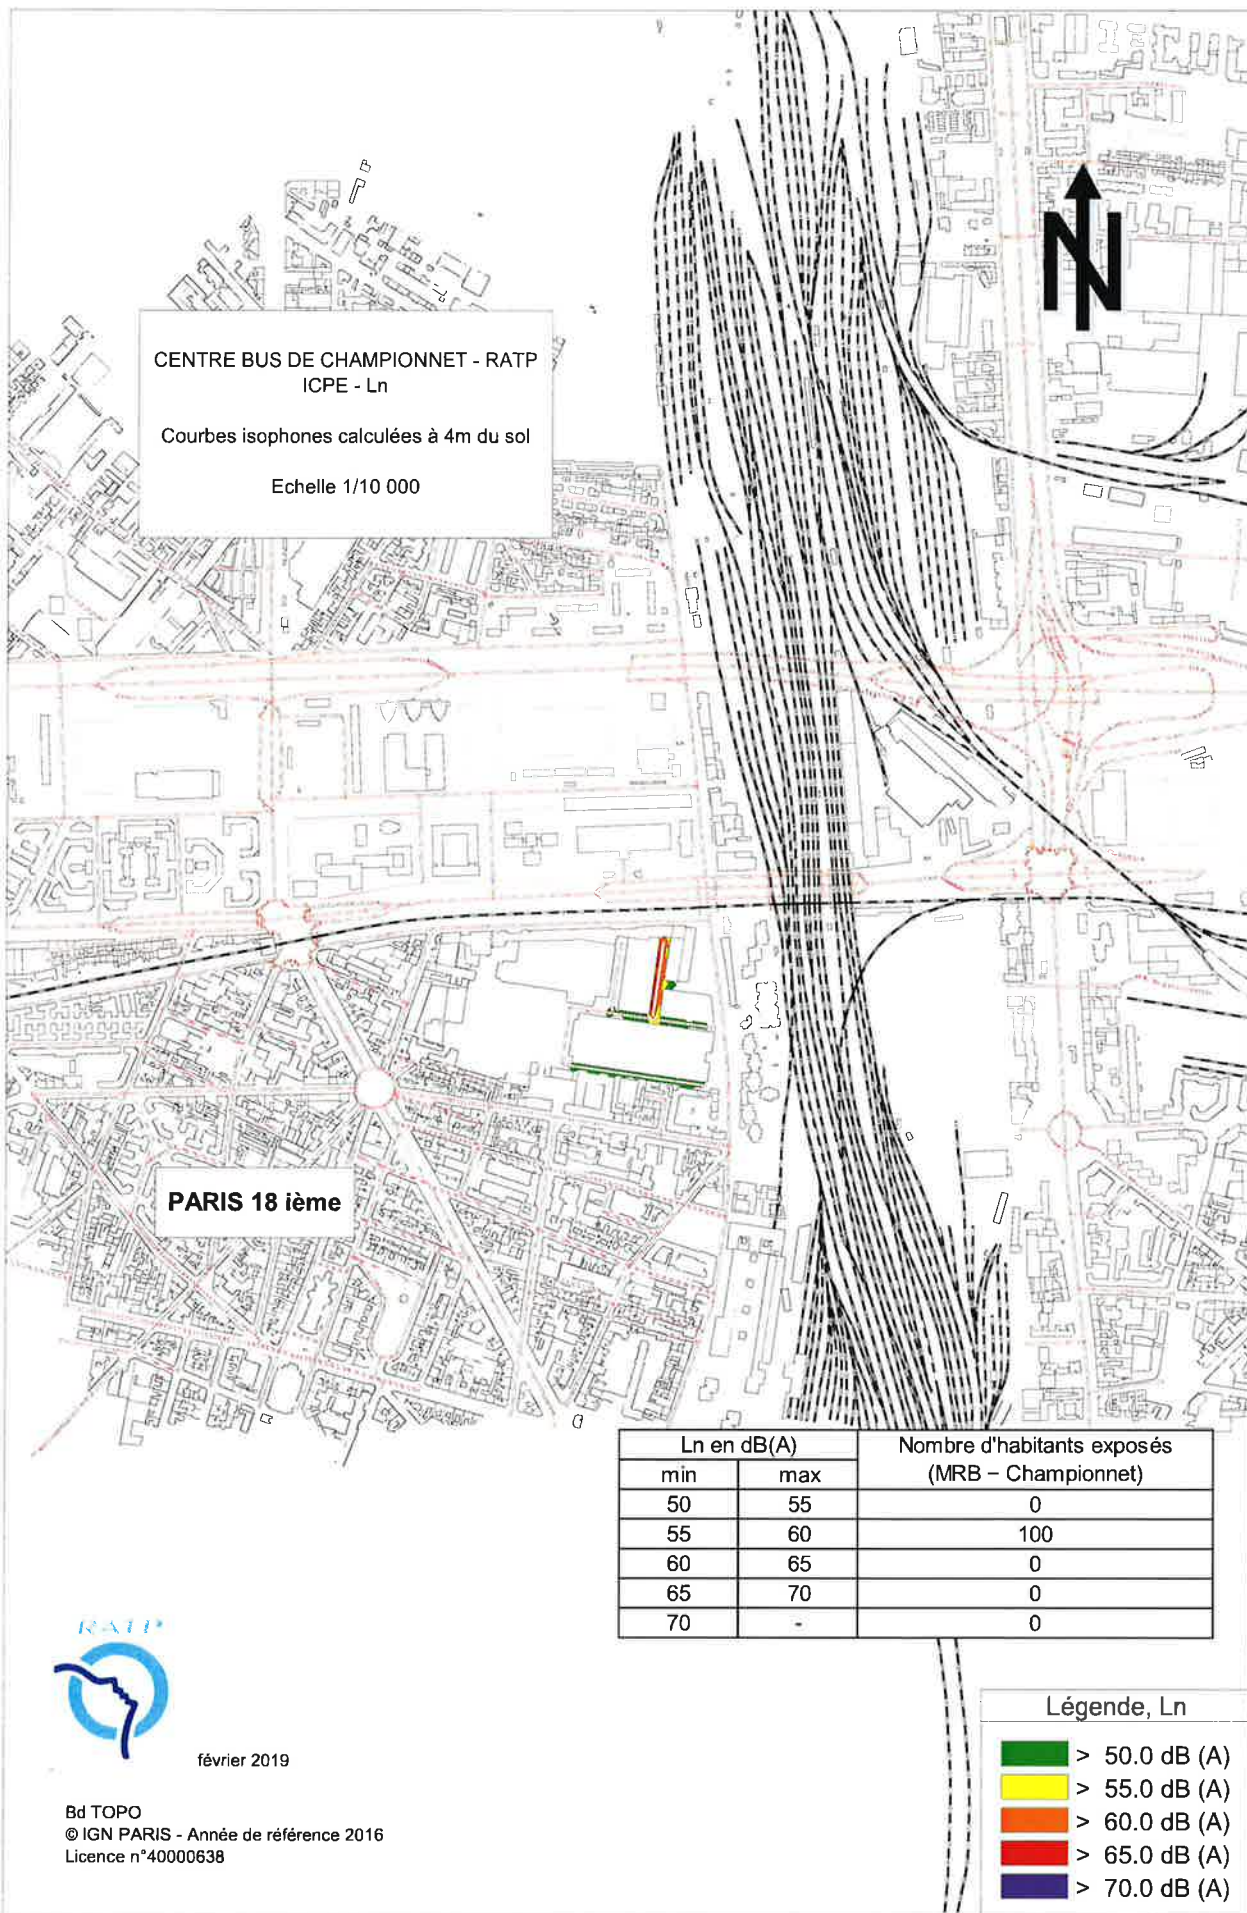 N
CENTRE BUS DE CHAMPIONNET - RATP
ICPE - Ln
Courbes isophones calculées à 4m du sol
Echelle 1/10 000
PARIS 18 ième
Ln en dB(A) Nombre d'habitants exposés
min max (MRB – Championnet)
50 55 0
55 60 100
60 65 0
65 70 0
70 - 0
RATP
février 2019
Bd TOPO
© IGN PARIS - Année de référence 2016
Licence n°40000638
Légende, Ln
> 50.0 dB (A)
> 55.0 dB (A)
> 60.0 dB (A)
> 65.0 dB (A)
> 70.0 dB (A)